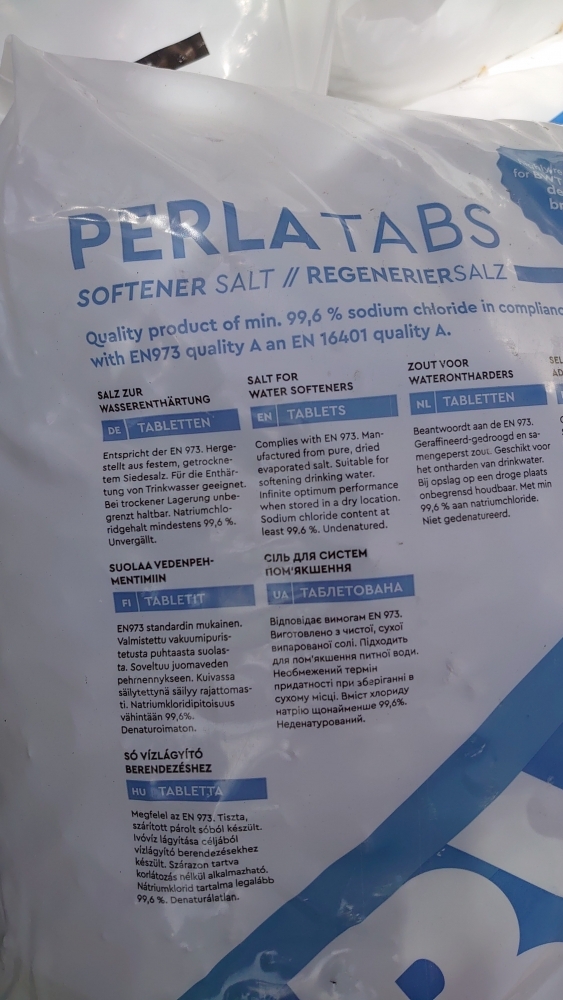 for BWT
de
br
PERLA TABS
SOFTENER SALT // REGENERIERSALZ
Quality product of min. 99,6 % sodium chloride in complianc
with EN973 quality A an EN 16401 quality A.
SALZ ZUR
WASSERENTHÄRTUNG
DE TABLETTEN
Entspricht der EN 973. Herge-
stellt aus festem, getrockne-
tem Siedesalz. Für die Enthär-
tung von Trinkwasser geeignet.
Bei trockener Lagerung unbe-
grenzt haltbar. Natriumchlo-
ridgehalt mindestens 99,6 %.
Unvergällt.
SALT FOR
WATER SOFTENERS
EN TABLETS
Complies with EN 973. Man-
ufactured from pure, dried
evaporated salt. Suitable for
softening drinking water.
Infinite optimum performance
when stored in a dry location.
Sodium chloride content at
least 99.6 %. Undenatured.
ZOUT VOOR
WATERONTHARDERS
NL TABLETTEN
Beantwoordt aan de EN 973.
Geraffineerd-gedroogd en sa-
mengeperst zout. Geschikt voor
het ontharden van drinkwater.
Bij opslag op een droge plaats
onbegrensd houdbaar. Met min
99,6 % aan natriumchloride.
Niet gedenatureerd.
SEL
AD
SUOLAA VEDENPEH-
MENTIMIIN
FI TABLETIT
EN973 standardin mukainen.
Valmistettu vakuumipuris-
tetusta puhtaasta suolas-
ta. Soveltuu juomaveden
pehmennykseen. Kuivassa
säilytettynä säilyy rajattomas-
ti. Natriumkloridipitoisuus
vähintään 99,6%.
Denaturoimaton.
СІЛЬ ДЛЯ СИСТЕМ
ПОМ'ЯКШЕННЯ
UA ТАБЛЕТОВАНА
Відповідає вимогам EN 973.
Виготовлено з чистої, сухої
випарованої солі. Підходить
для пом'якшення питної води.
Необмежений термін
придатності при зберіганні в
сухому місці. Вміст хлориду
натрію щонайменше 99,6%.
Неденатурований.
SÓ VÍZLÁGYÍTÓ
BERENDEZÉSHEZ
HU TABLETTA
Megfelel az EN 973. Tiszta,
szárított párolt sóból készült.
Ivóvíz lágyítása céljából
vízlágyító berendezésekhez
készült. Szárazon tartva
korlátozás nélkül alkalmazható.
Nátriumklorid tartalma legalább
99,6 %. Denaturálatlan.